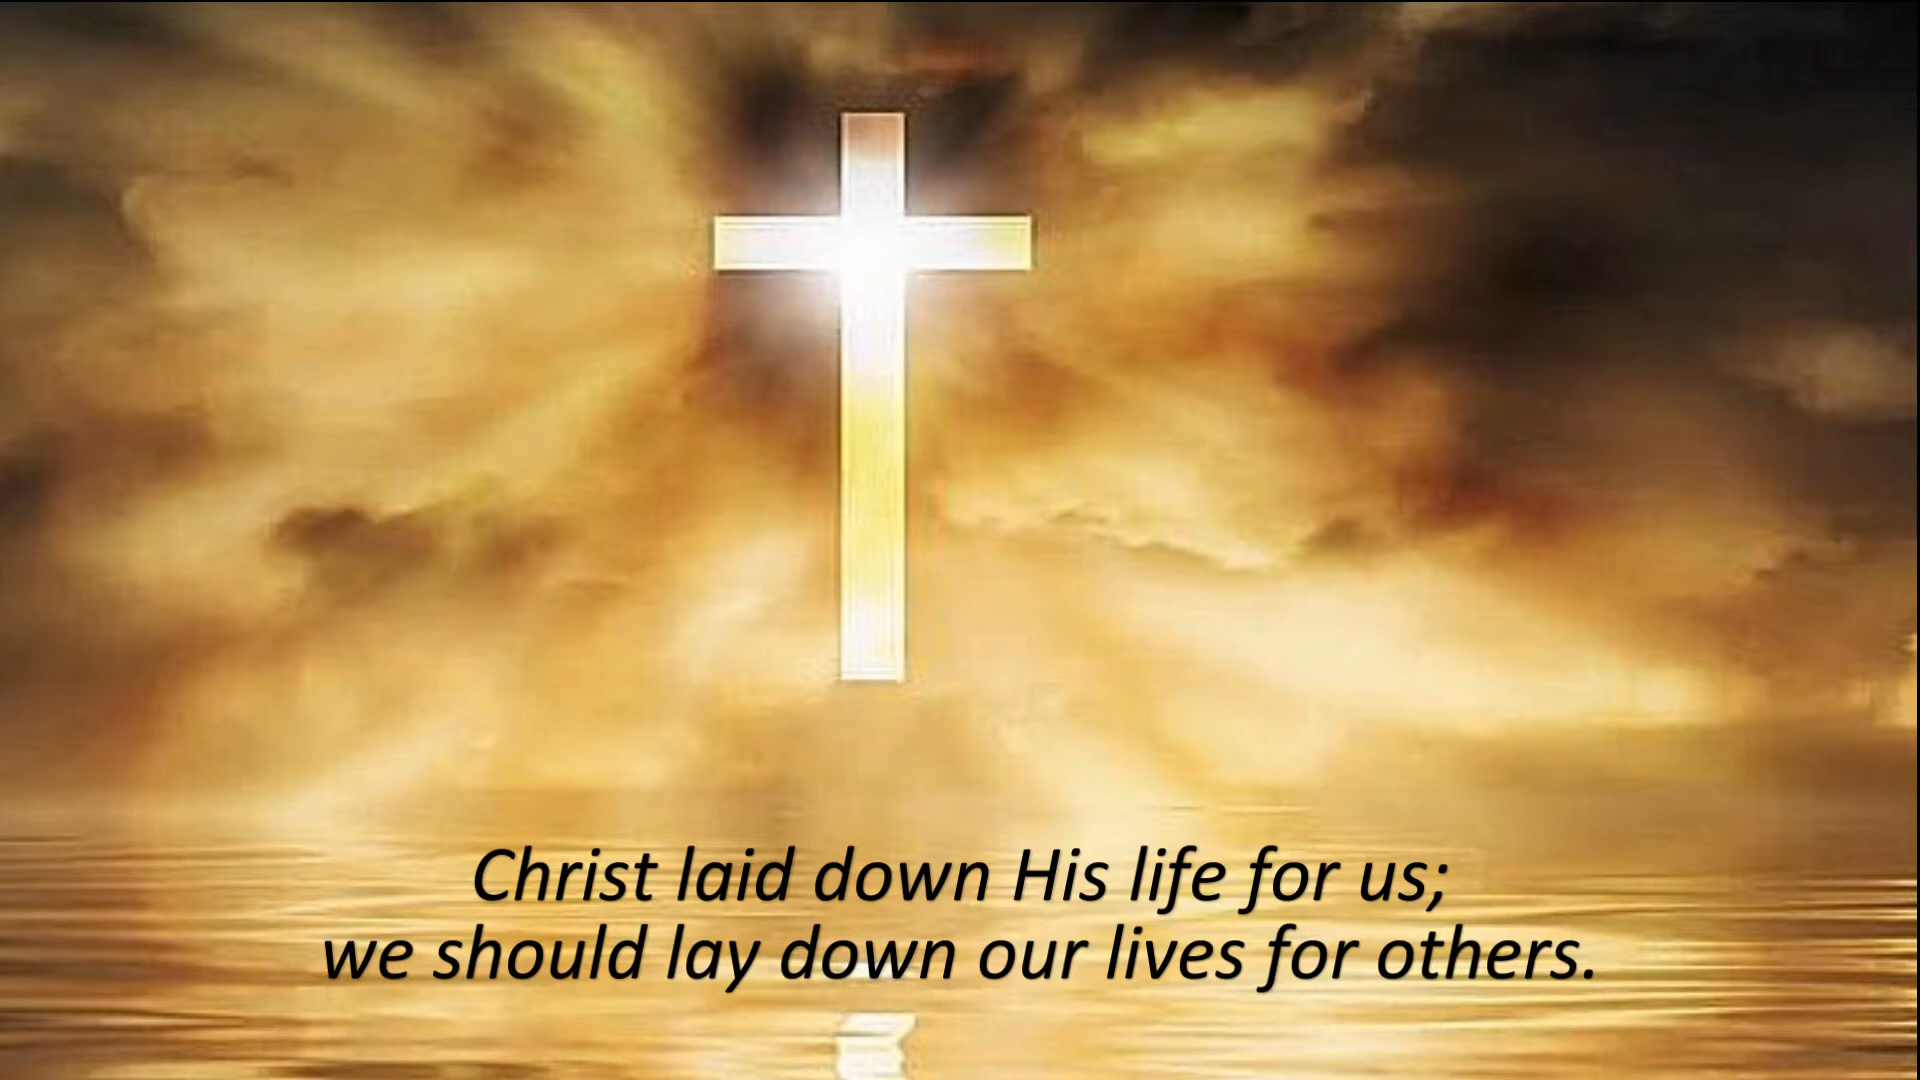 Christ laid down His life for us;
we should lay down our lives for others.